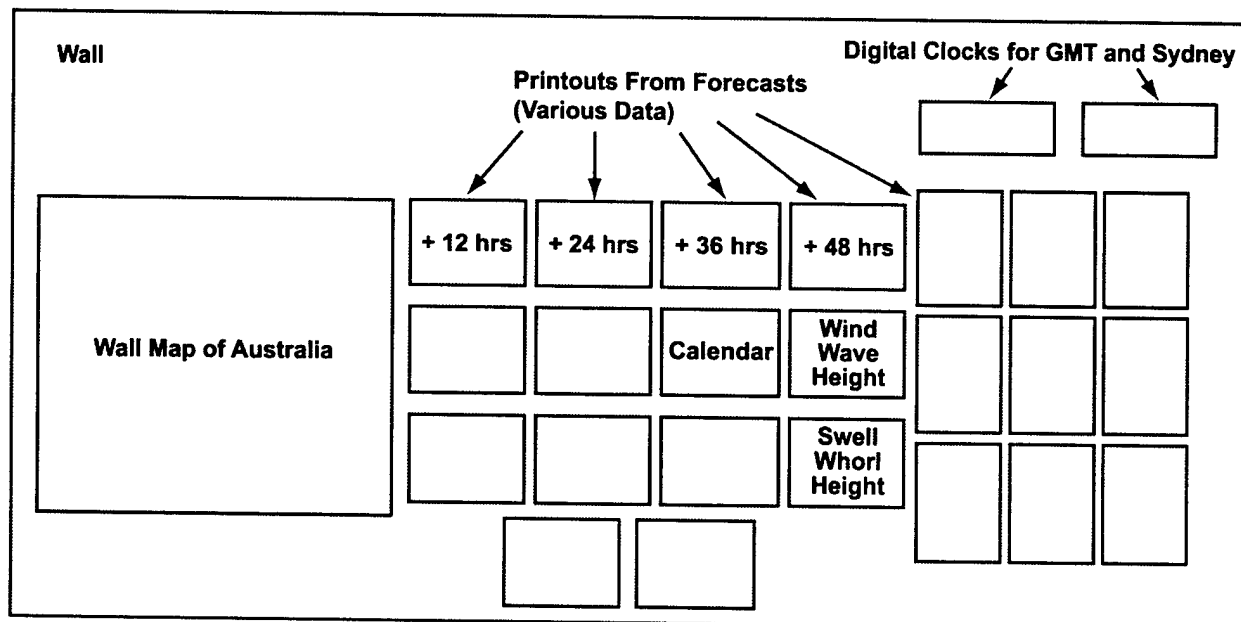 Wall
Digital Clocks for GMT and Sydney
Printouts From Forecasts
(Various Data)
+ 12 hrs
+ 24 hrs
+ 36 hrs
+ 48 hrs
Wall Map of Australia
Calendar
Wind
Wave
Height
Swell
Whorl
Height